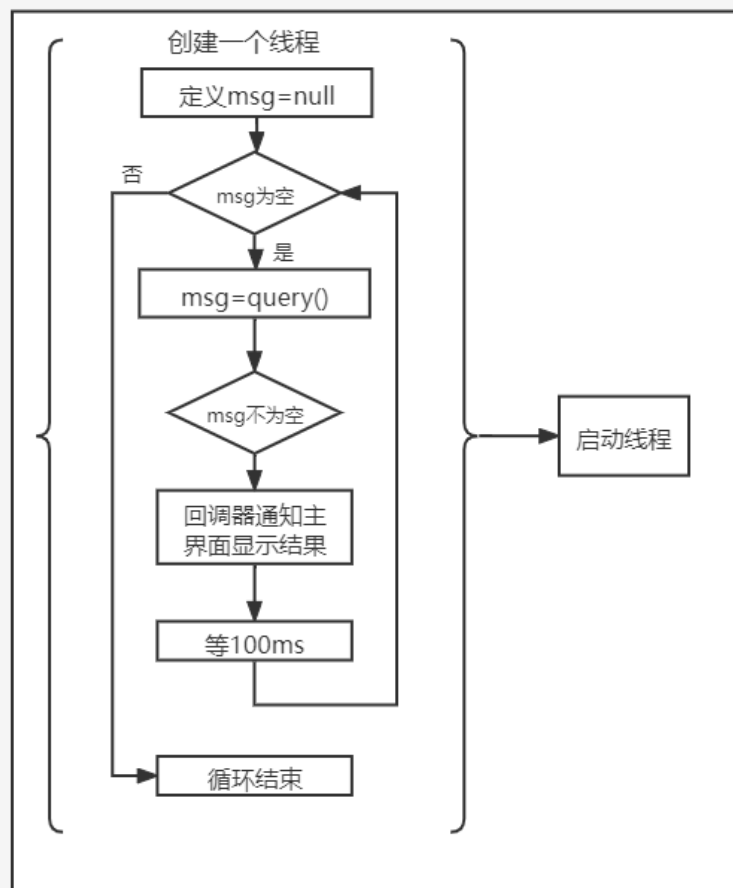 创建一个线程
定义msg=null
否
msg为空
是
msg=query()
msg不为空
回调器通知主
界面显示结果
启动线程
等100ms
循环结束